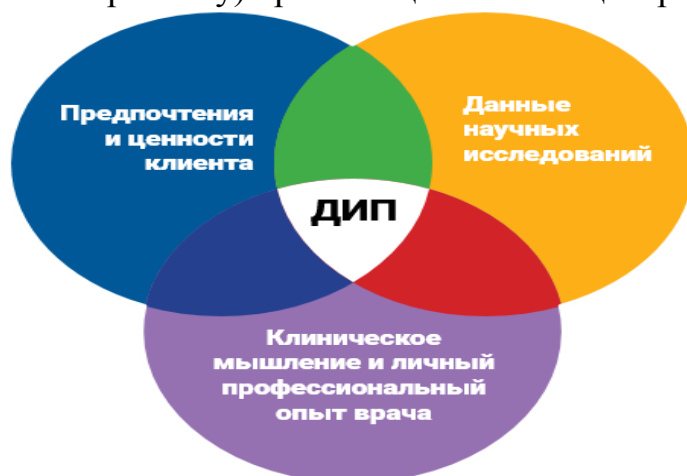 Предпочтения
и ценности
клиента
Данные
научных
исследований
ДИП
Клиническое
мышление и личный
профессиональный
опыт врача